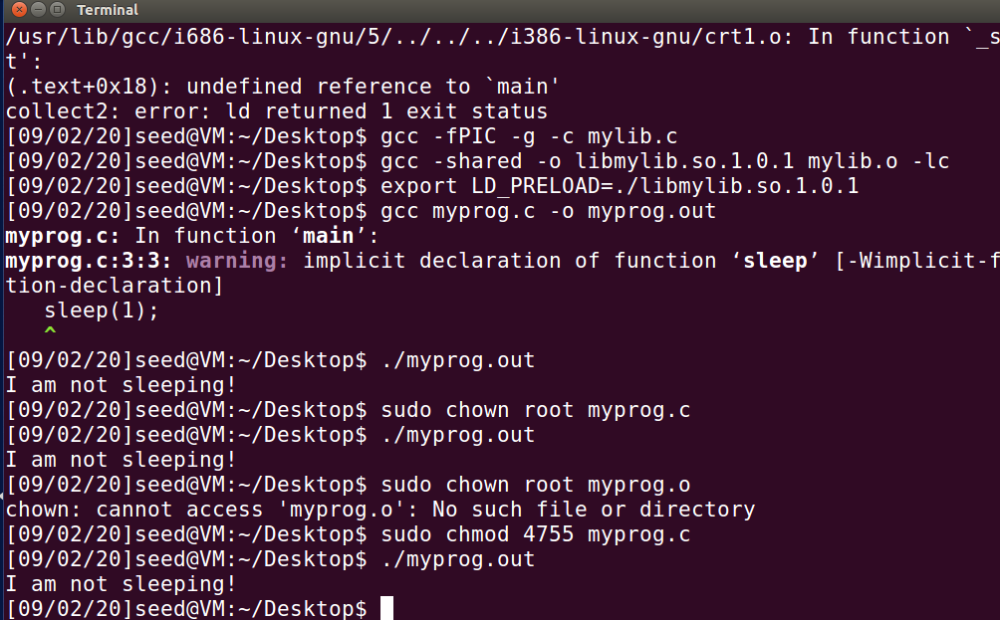 Terminal
/usr/lib/gcc/i686-linux-gnu/5/../../../i386-linux-gnu/crt1.o: In function `_s
t':
(.text+0x18): undefined reference to `main'
collect2: error: ld returned 1 exit status
[09/02/20]seed@VM:~/Desktop$ gcc -fPIC -g -c mylib.c
[09/02/20]seed@VM:~/Desktop$ gcc -shared -o libmylib.so.1.0.1 mylib.o -lc
[09/02/20]seed@VM:~/Desktop$ export LD_PRELOAD=./libmylib.so.1.0.1
[09/02/20]seed@VM:~/Desktop$ gcc myprog.c -o myprog.out
myprog.c: In function ‘main’:
myprog.c:3:3: warning: implicit declaration of function ‘sleep’ [-Wimplicit-f
tion-declaration]
   sleep(1);
   ^
[09/02/20]seed@VM:~/Desktop$ ./myprog.out
I am not sleeping!
[09/02/20]seed@VM:~/Desktop$ sudo chown root myprog.c
[09/02/20]seed@VM:~/Desktop$ ./myprog.out
I am not sleeping!
[09/02/20]seed@VM:~/Desktop$ sudo chown root myprog.o
chown: cannot access 'myprog.o': No such file or directory
[09/02/20]seed@VM:~/Desktop$ sudo chmod 4755 myprog.c
[09/02/20]seed@VM:~/Desktop$ ./myprog.out
I am not sleeping!
[09/02/20]seed@VM:~/Desktop$